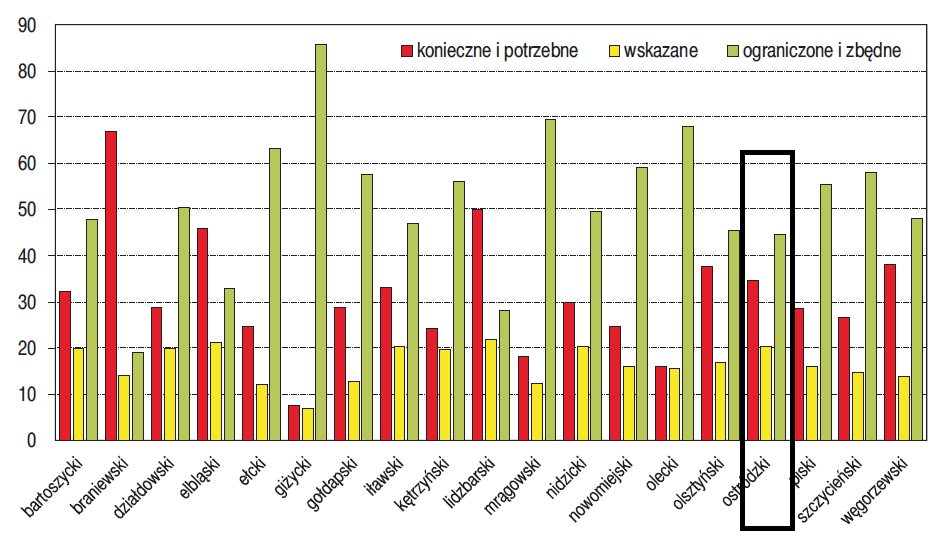 90
80
70
60
50
40
30
20
10
0
konieczne i potrzebne
wskazane
ograniczone i zbędne
bartoszycki
braniewski
działdowski
elbląski
ełcki
giżycki
gołdapski
iławski
kętrzyński
lidzbarski
mrągowski
nidzicki
nowomiejski
olecki
olsztyński
ostródzki
piski
szczycieński
węgorzewski